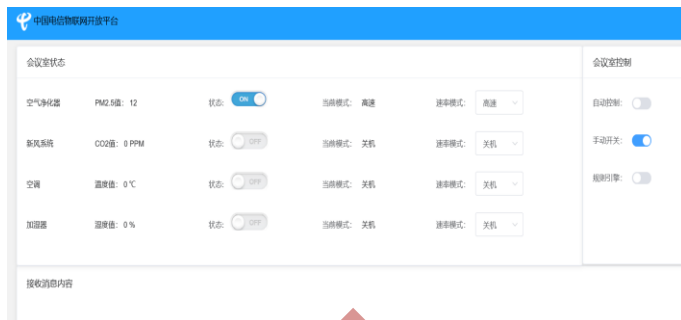 中国电信物联网开放平台
会议室状态 会议室控制
空气净化器 PM2.5值: 12 状态: ON 当前模式: 高速 速率模式: 高速 自动控制:
新风系统 CO2值: 0 PPM 状态: OFF 当前模式: 关机 速率模式: 关机 手动开关:
空调 温度值: 0 ℃ 状态: OFF 当前模式: 关机 速率模式: 关机 规则引擎:
加湿器 湿度值: 0 % 状态: OFF 当前模式: 关机 速率模式: 关机
接收消息内容